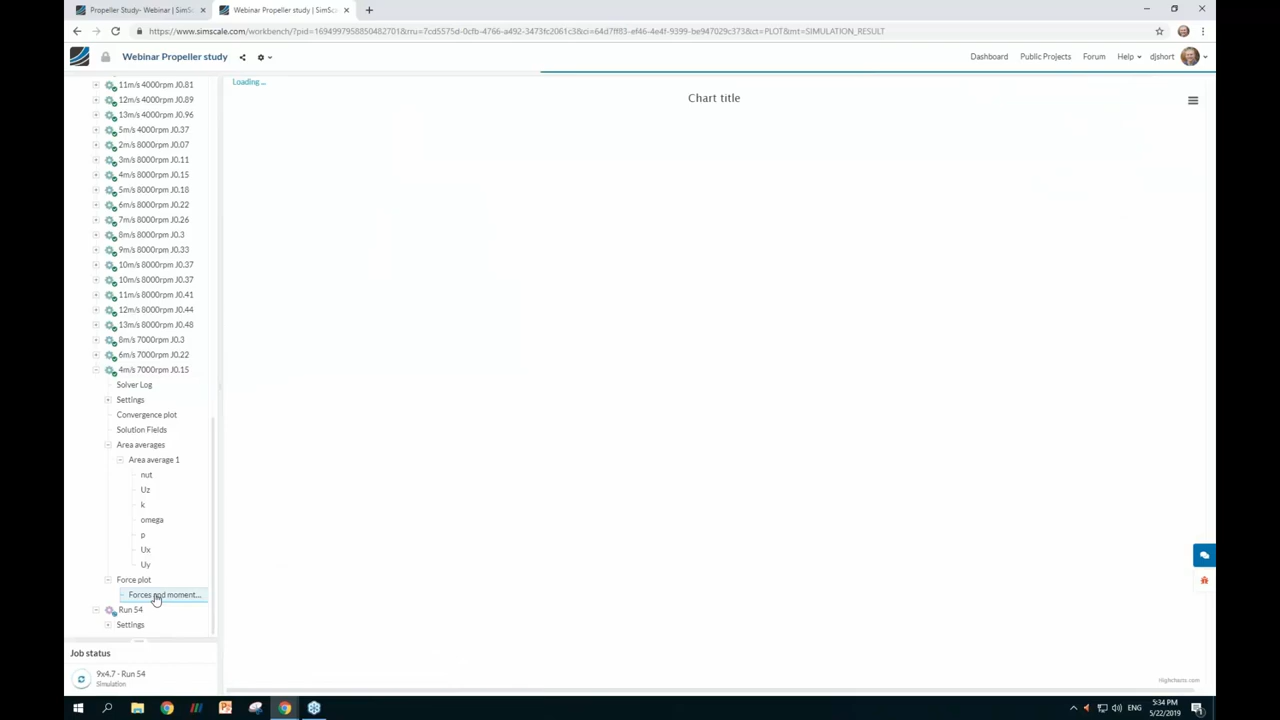 Propeller Study- Webinar | SimSc
Webinar Propeller study | SimSc
https://www.simscale.com/workbench/?pid=1694997958850482701&rru=7cd5575d-0cfb-4766-a492-3473fc2061c3&ci=64d7ff83-ef46-4e4f-9399-be947029c373&ct=PLOT&mt=SIMULATION_RESULT
Webinar Propeller study
Dashboard Public Projects Forum Help djshort
11m/s 4000rpm J0.81
12m/s 4000rpm J0.89
13m/s 4000rpm J0.96
5m/s 4000rpm J0.37
2m/s 8000rpm J0.07
3m/s 8000rpm J0.11
4m/s 8000rpm J0.15
5m/s 8000rpm J0.18
6m/s 8000rpm J0.22
7m/s 8000rpm J0.26
8m/s 8000rpm J0.3
9m/s 8000rpm J0.33
10m/s 8000rpm J0.37
10m/s 8000rpm J0.37
11m/s 8000rpm J0.41
12m/s 8000rpm J0.44
13m/s 8000rpm J0.48
8m/s 7000rpm J0.3
6m/s 7000rpm J0.22
4m/s 7000rpm J0.15
Solver Log
Settings
Convergence plot
Solution Fields
Area averages
Area average 1
nut
Uz
k
omega
p
Ux
Uy
Force plot
Forces and moment...
Run 54
Settings
Job status
9x4.7 - Run 54
Simulation
Loading ...
Chart title
Highcharts.com
ENG
5:34 PM
5/22/2019